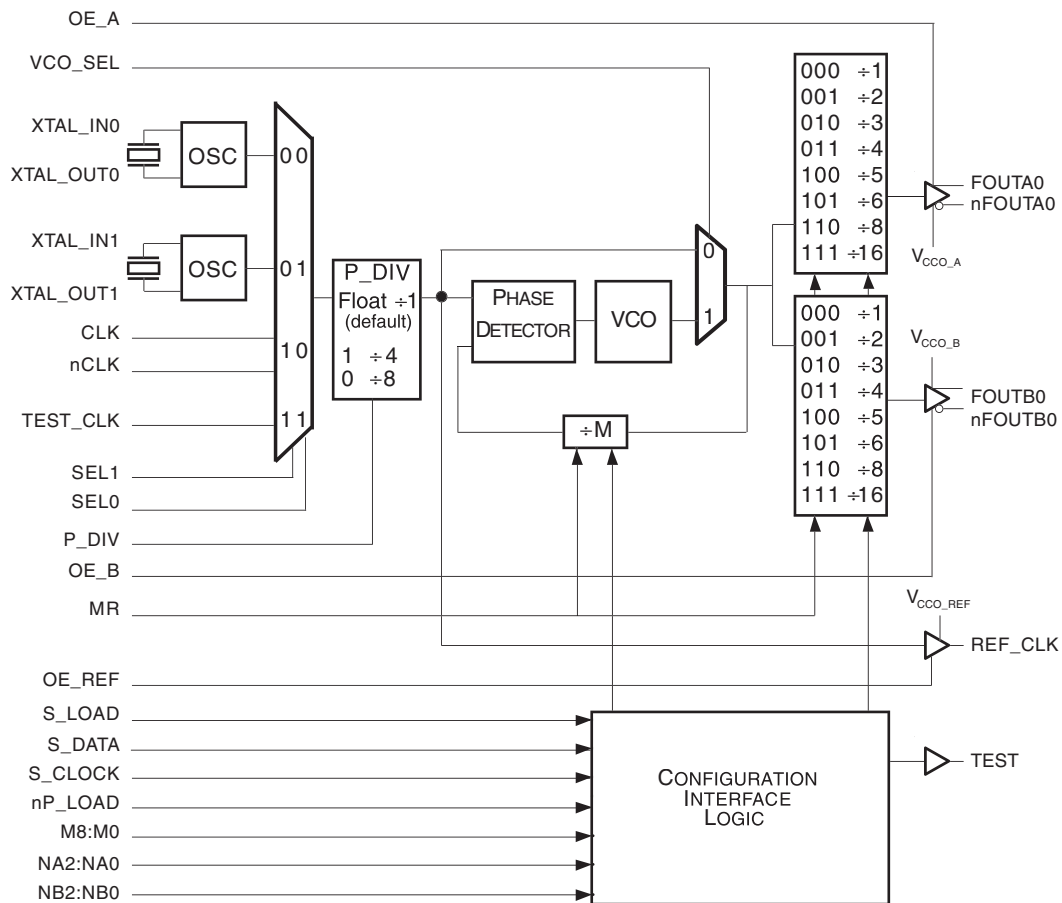 OE_A
VCO_SEL
XTAL_IN0
XTAL_OUT0
OSC
XTAL_IN1
XTAL_OUT1
OSC
CLK
nCLK
TEST_CLK
SEL1
SEL0
P_DIV
OE_B
MR
OE_REF
S_LOAD
S_DATA
S_CLOCK
nP_LOAD
M8:M0
NA2:NA0
NB2:NB0
00
01
10
11
P_DIV
Float ÷1
(default)
1 ÷4
0 ÷8
PHASE
DETECTOR
VCO
0
1
÷M
000 ÷1
001 ÷2
010 ÷3
011 ÷4
100 ÷5
101 ÷6
110 ÷8
111 ÷16
000 ÷1
001 ÷2
010 ÷3
011 ÷4
100 ÷5
101 ÷6
110 ÷8
111 ÷16
FOUTA0
nFOUTA0
VCCO_A
VCCO_B
FOUTB0
nFOUTB0
VCCO_REF
REF_CLK
CONFIGURATION
INTERFACE
LOGIC
TEST